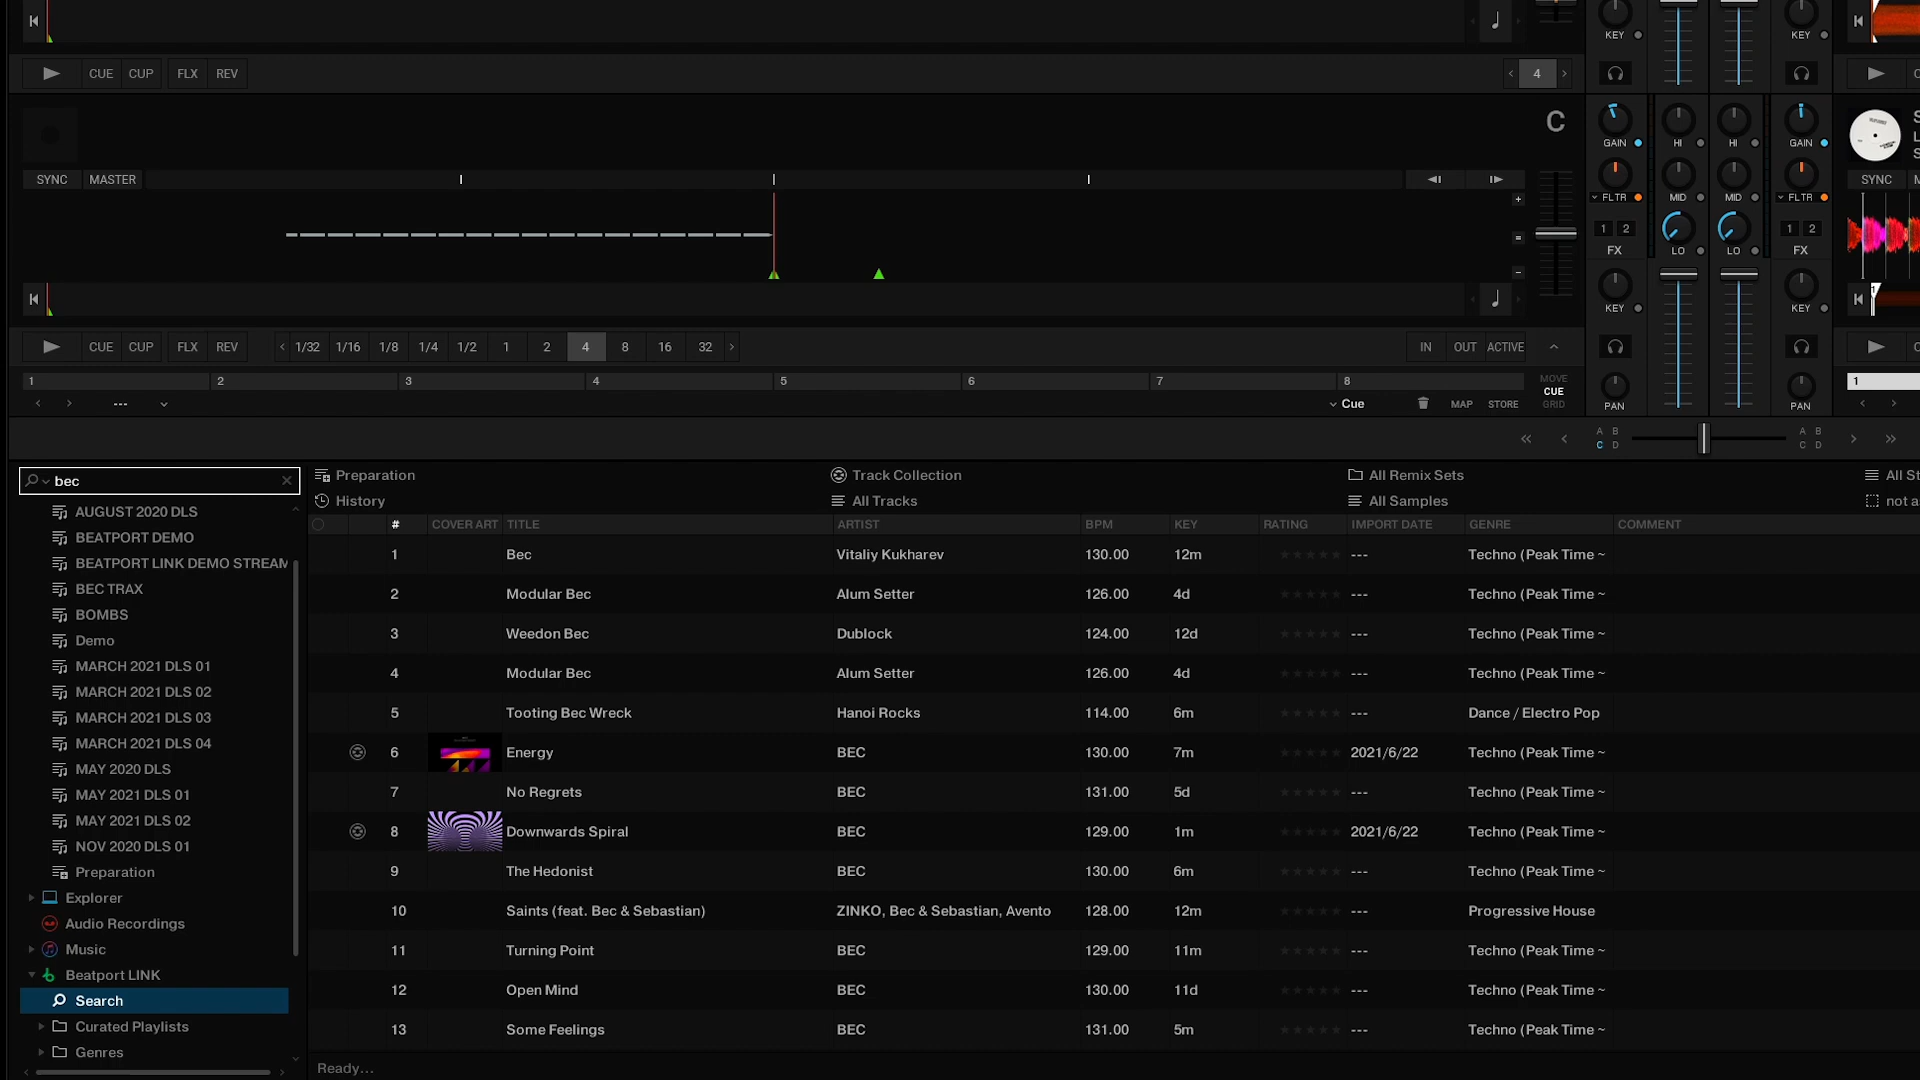 KEY KEY
CUE CUP FLX REV 4
C
GAIN HI HI GAIN
SYNC MASTER SYNC
FLTR MID MID FLTR
1 2 1 2
FX LO LO FX
KEY KEY
CUE CUP FLX REV 1/32 1/16 1/8 1/4 1/2 1 2 4 8 16 32 IN OUT ACTIVE
1 2 3 4 5 6 7 8 MOVE 1
CUE
--- Cue MAP STORE GRID PAN PAN
A B A B
C D C D
bec
Preparation Track Collection All Remix Sets All St
History All Tracks All Samples not a
# COVER ART TITLE ARTIST BPM KEY RATING IMPORT DATE GENRE COMMENT
1 Bec Vitaliy Kukharev 130.00 12m --- Techno (Peak Time ~
2 Modular Bec Alum Setter 126.00 4d --- Techno (Peak Time ~
3 Weedon Bec Dublock 124.00 12d --- Techno (Peak Time ~
4 Modular Bec Alum Setter 126.00 4d --- Techno (Peak Time ~
5 Tooting Bec Wreck Hanoi Rocks 114.00 6m --- Dance / Electro Pop
6 Energy BEC 130.00 7m 2021/6/22 Techno (Peak Time ~
7 No Regrets BEC 131.00 5d --- Techno (Peak Time ~
8 Downwards Spiral BEC 129.00 1m 2021/6/22 Techno (Peak Time ~
9 The Hedonist BEC 130.00 6m --- Techno (Peak Time ~
10 Saints (feat. Bec & Sebastian) ZINKO, Bec & Sebastian, Avento 128.00 12m --- Progressive House
11 Turning Point BEC 129.00 11m --- Techno (Peak Time ~
12 Open Mind BEC 130.00 11d --- Techno (Peak Time ~
13 Some Feelings BEC 131.00 5m --- Techno (Peak Time ~
AUGUST 2020 DLS
BEATPORT DEMO
BEATPORT LINK DEMO STREAM
BEC TRAX
BOMBS
Demo
MARCH 2021 DLS 01
MARCH 2021 DLS 02
MARCH 2021 DLS 03
MARCH 2021 DLS 04
MAY 2020 DLS
MAY 2021 DLS 01
MAY 2021 DLS 02
NOV 2020 DLS 01
Preparation
Explorer
Audio Recordings
Music
Beatport LINK
Search
Curated Playlists
Genres
Ready...